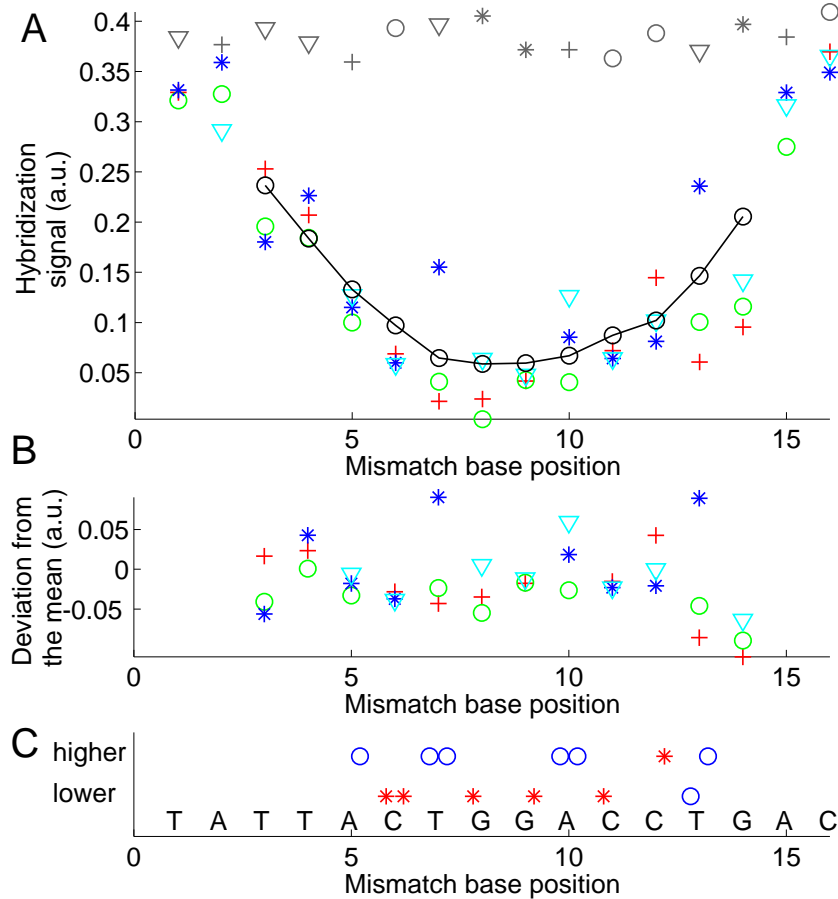 A
0.4
0.35
0.3
0.25
0.2
0.15
0.1
0.05
Hybridization
signal (a.u.)
0 5 10 15
Mismatch base position
B
0.05
0
-0.05
Deviation from
the mean (a.u.)
0 5 10 15
Mismatch base position
C
higher
lower
T A T T A C T G G A C C T G A C
0 5 10 15
Mismatch base position